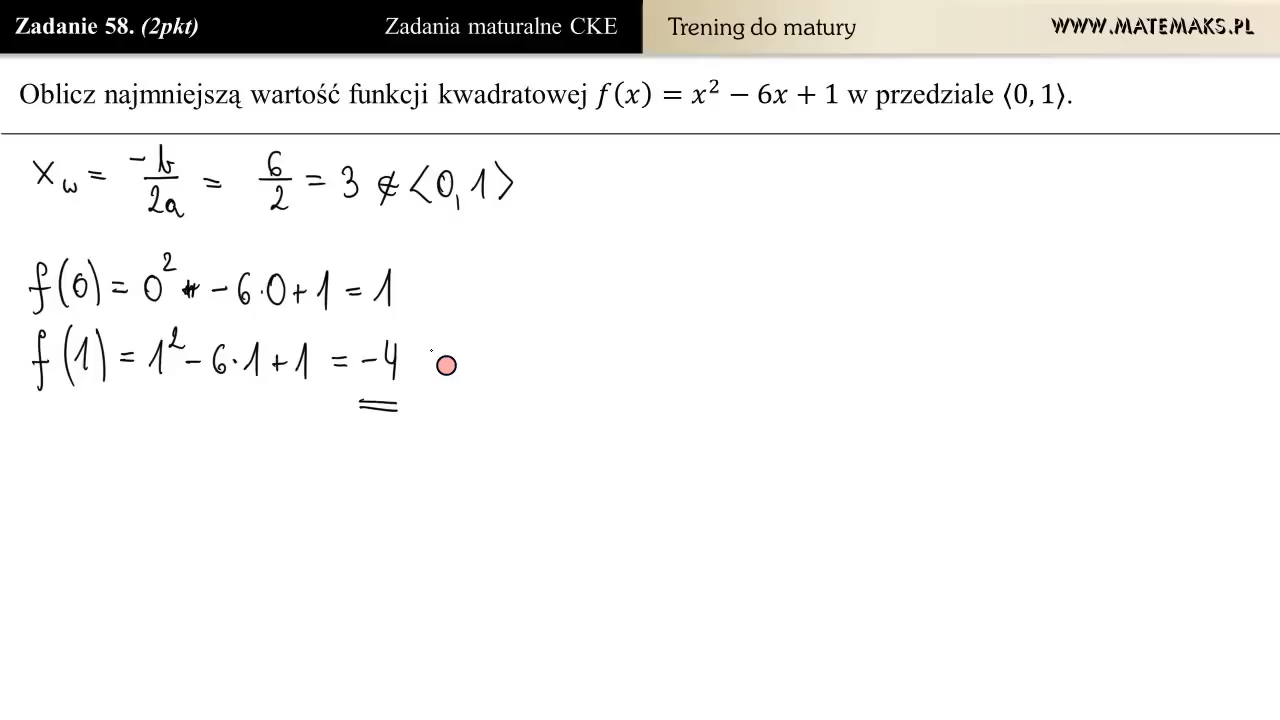 Zadanie 58. (2pkt) Zadania maturalne CKE Trening do matury WWW.MATEMAKS.PL
Oblicz najmniejszą wartość funkcji kwadratowej f(x) = x² − 6x + 1 w przedziale ⟨0, 1⟩.
x_w = -b/2a = 6/2 = 3 ∉ ⟨0,1⟩
f(0) = 0² - 6·0+1 = 1
f(1) = 1² - 6·1+1 = -4